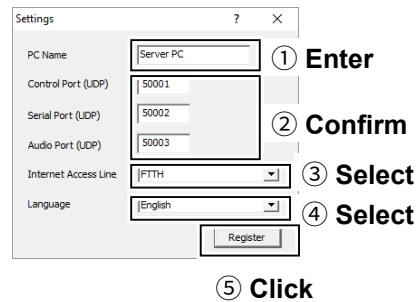 Settings ? ×
PC Name Server PC ① Enter
Control Port (UDP) 50001
Serial Port (UDP) 50002 ② Confirm
Audio Port (UDP) 50003
Internet Access Line FTTH ③ Select
Language English ④ Select
Register
⑤ Click